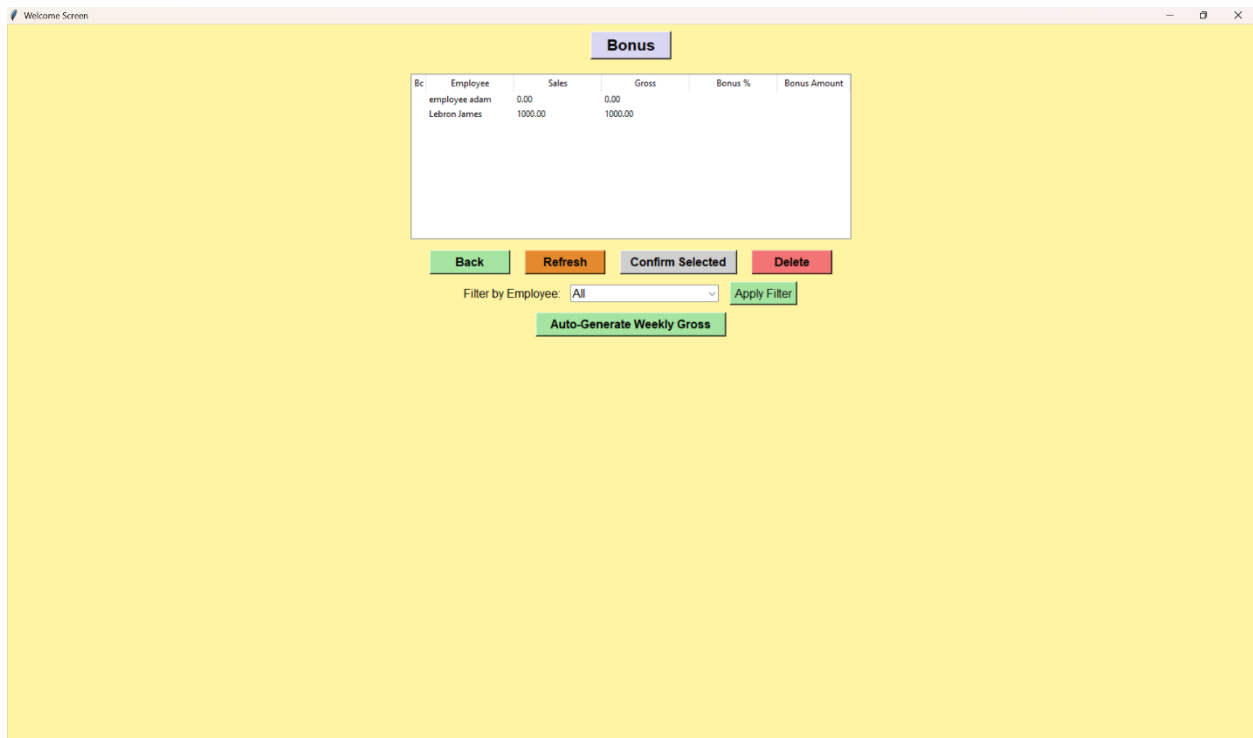 Welcome Screen
Bonus
Bc Employee Sales Gross Bonus % Bonus Amount
employee adam 0.00 0.00
Lebron James 1000.00 1000.00
Back Refresh Confirm Selected Delete
Filter by Employee: All Apply Filter
Auto-Generate Weekly Gross